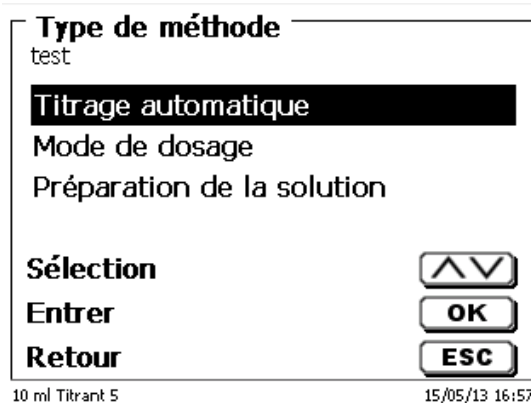 Type de méthode
test
Titrage automatique
Mode de dosage
Préparation de la solution
Sélection
Entrer OK
Retour ESC
10 ml Titrant 5 15/05/13 16:57